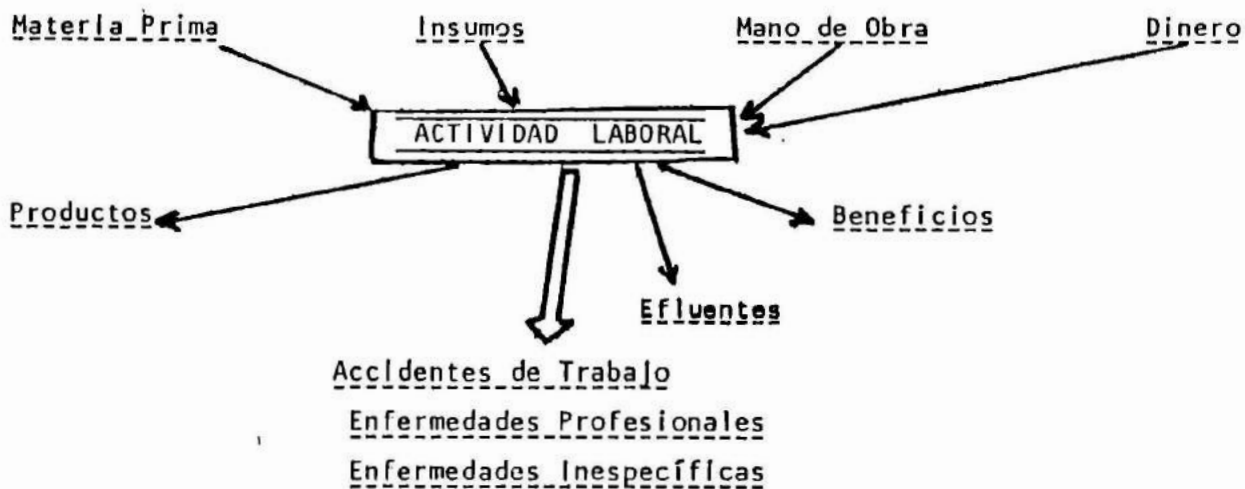 Materia Prima Insumos Mano de Obra Dinero
ACTIVIDAD LABORAL
Productos Beneficios
Efluentes
Accidentes de Trabajo
Enfermedades Profesionales
Enfermedades Inespecíficas